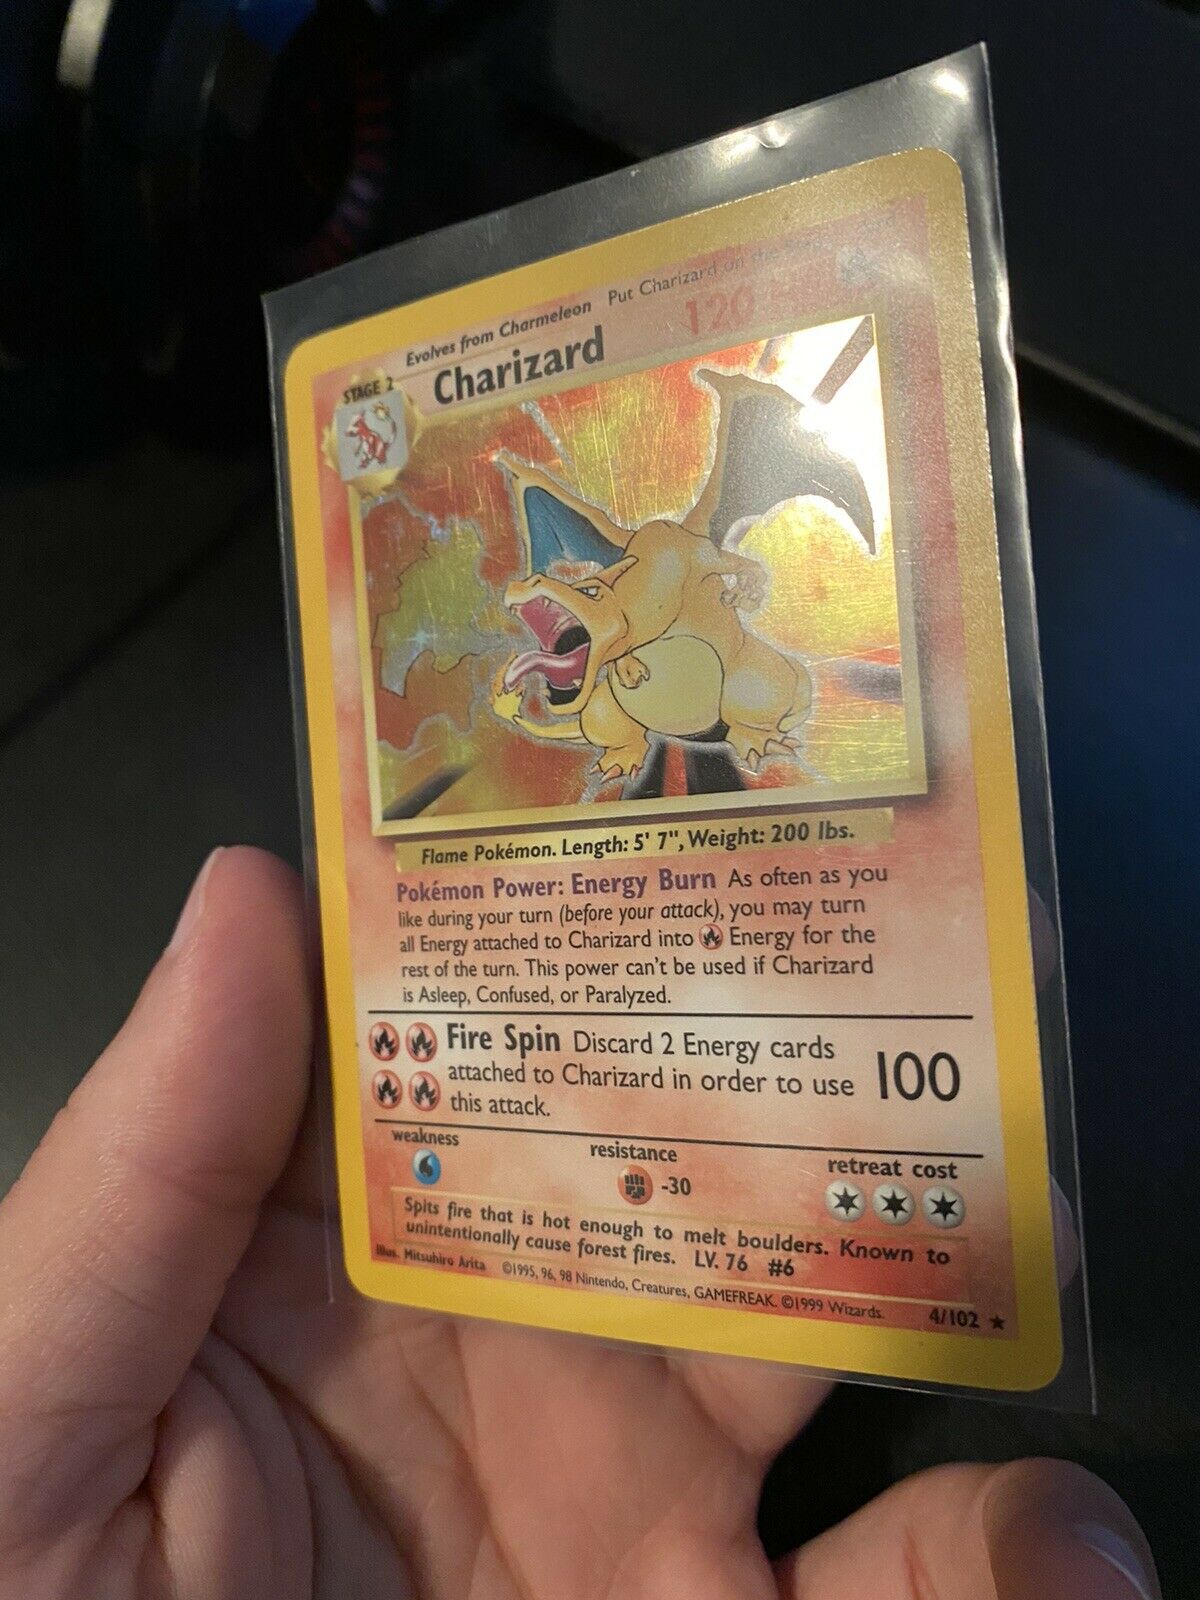 Evolves from Charmeleon Put Charizard on the Stage
STAGE 2
Charizard
120
Flame Pokémon. Length: 5' 7", Weight: 200 lbs.
Pokémon Power: Energy Burn As often as you
like during your turn (before your attack), you may turn
all Energy attached to Charizard into Energy for the
rest of the turn. This power can't be used if Charizard
is Asleep, Confused, or Paralyzed.
Fire Spin Discard 2 Energy cards
attached to Charizard in order to use
this attack.
100
weakness
resistance
retreat cost
-30
Spits fire that is hot enough to melt boulders. Known to
unintentionally cause forest fires. LV. 76 #6
Illus. Mitsuhiro Arita ©1995, 96, 98 Nintendo, Creatures, GAMEFREAK. ©1999 Wizards. 4/102 ★